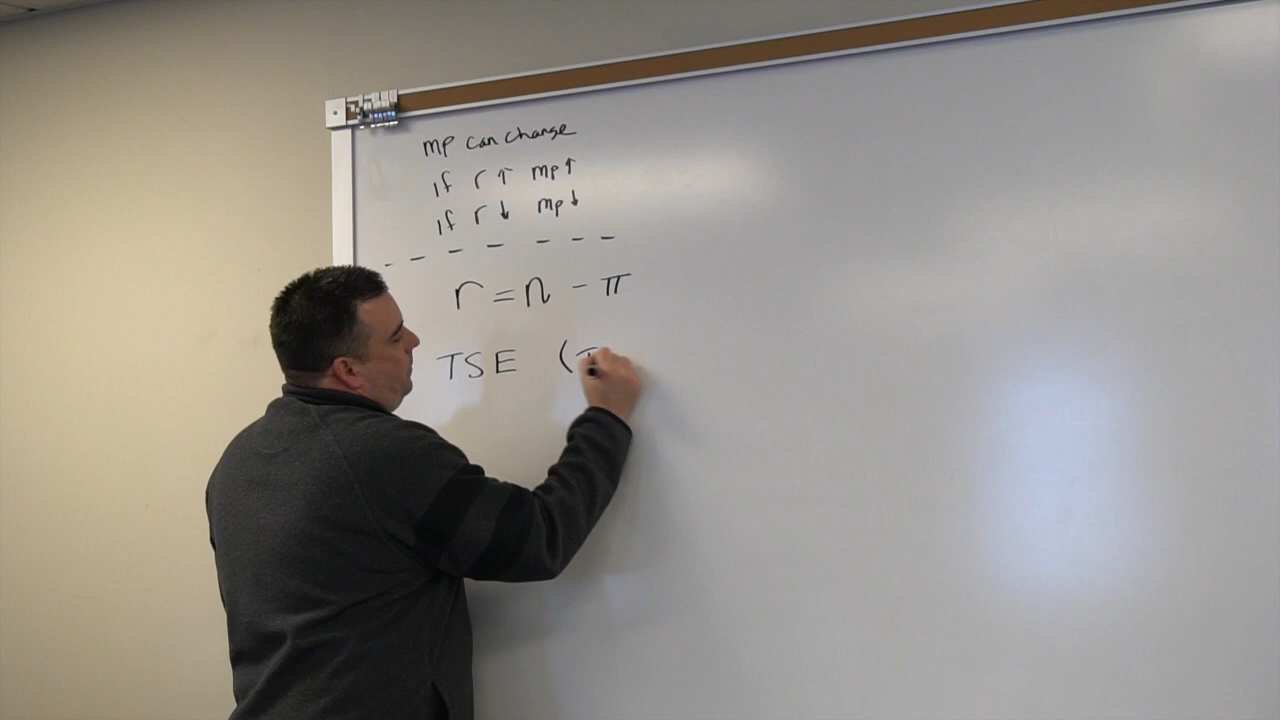 mp can change
If r ↑ mp ↑
If r ↓ mp ↓
- - - - - - -
r = n - π
TSE (